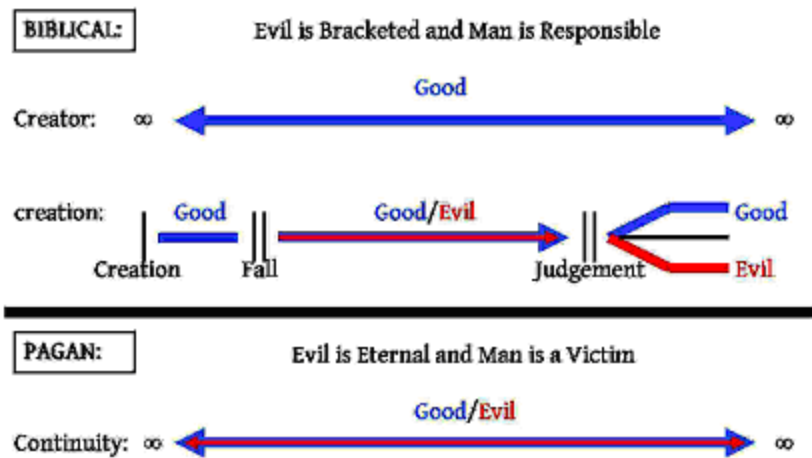 BIBLICAL: Evil is Bracketed and Man is Responsible
Good
Creator: ∞ ∞
creation: Good Good/Evil Good
Creation Fall Judgement Evil
PAGAN: Evil is Eternal and Man is a Victim
Good/Evil
Continuity: ∞ ∞